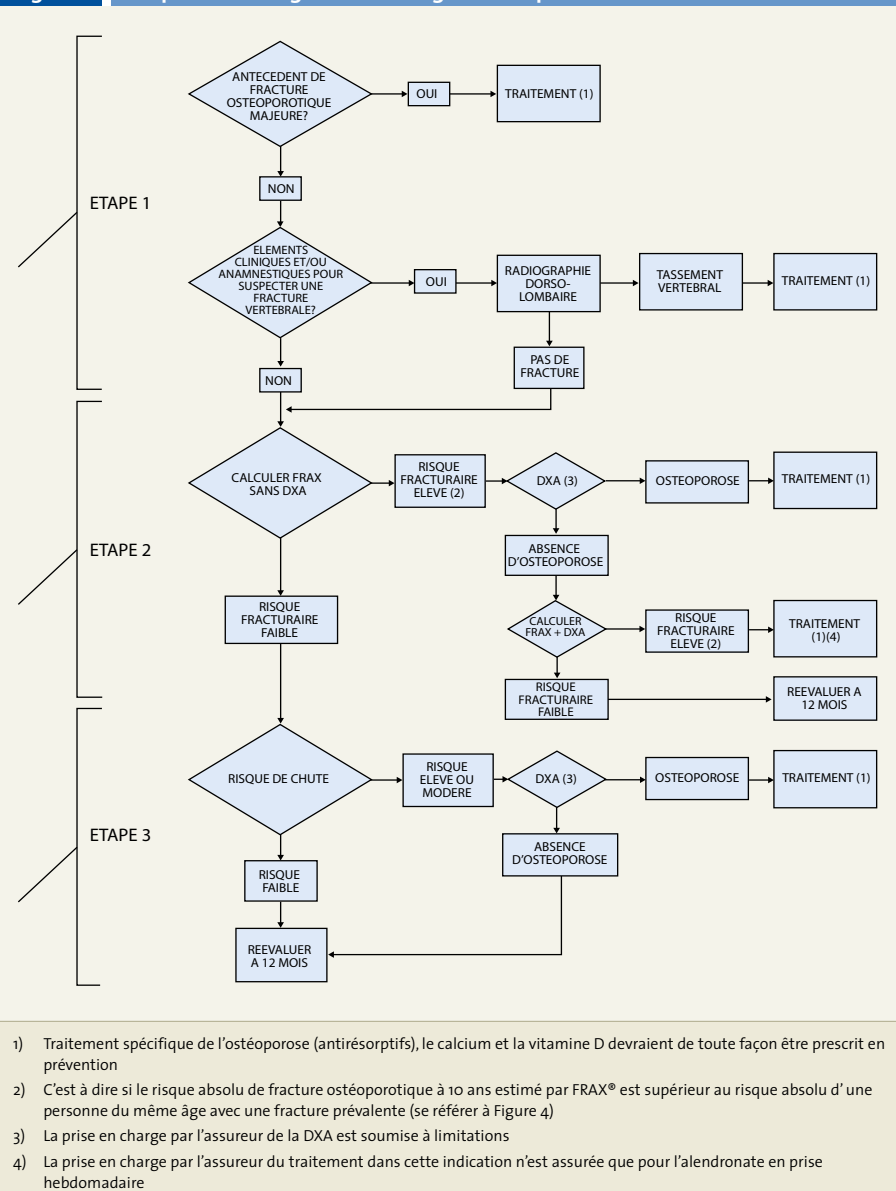 ETAPE 1
ANTECEDENT DE
FRACTURE
OSTEOPOROTIQUE
MAJEURE?
OUI
TRAITEMENT (1)
NON
ELEMENTS
CLINIQUES ET/OU
ANAMNESTIQUES POUR
SUSPECTER UNE
FRACTURE
VERTEBRALE?
OUI
RADIOGRAPHIE
DORSO-
LOMBAIRE
TASSEMENT
VERTEBRAL
TRAITEMENT (1)
PAS DE
FRACTURE
NON
ETAPE 2
CALCULER FRAX
SANS DXA
RISQUE
FRACTURAIRE
ELEVE (2)
DXA (3)
OSTEOPOROSE
TRAITEMENT (1)
ABSENCE
D'OSTEOPOROSE
RISQUE
FRACTURAIRE
FAIBLE
CALCULER
FRAX + DXA
RISQUE
FRACTURAIRE
ELEVE (2)
TRAITEMENT
(1)(4)
RISQUE
FRACTURAIRE
FAIBLE
REEVALUER A
12 MOIS
ETAPE 3
RISQUE DE CHUTE
RISQUE
ELEVE OU
MODERE
DXA (3)
OSTEOPOROSE
TRAITEMENT (1)
ABSENCE
D'OSTEOPOROSE
RISQUE
FAIBLE
REEVALUER
A 12 MOIS
1) Traitement spécifique de l'ostéoporose (antirésorptifs), le calcium et la vitamine D devraient de toute façon être prescrit en
prévention
2) C'est à dire si le risque absolu de fracture ostéoporotique à 10 ans estimé par FRAX® est supérieur au risque absolu d' une
personne du même âge avec une fracture prévalente (se référer à Figure 4)
3) La prise en charge par l'assureur de la DXA est soumise à limitations
4) La prise en charge par l'assureur du traitement dans cette indication n'est assurée que pour l'alendronate en prise
hebdomadaire